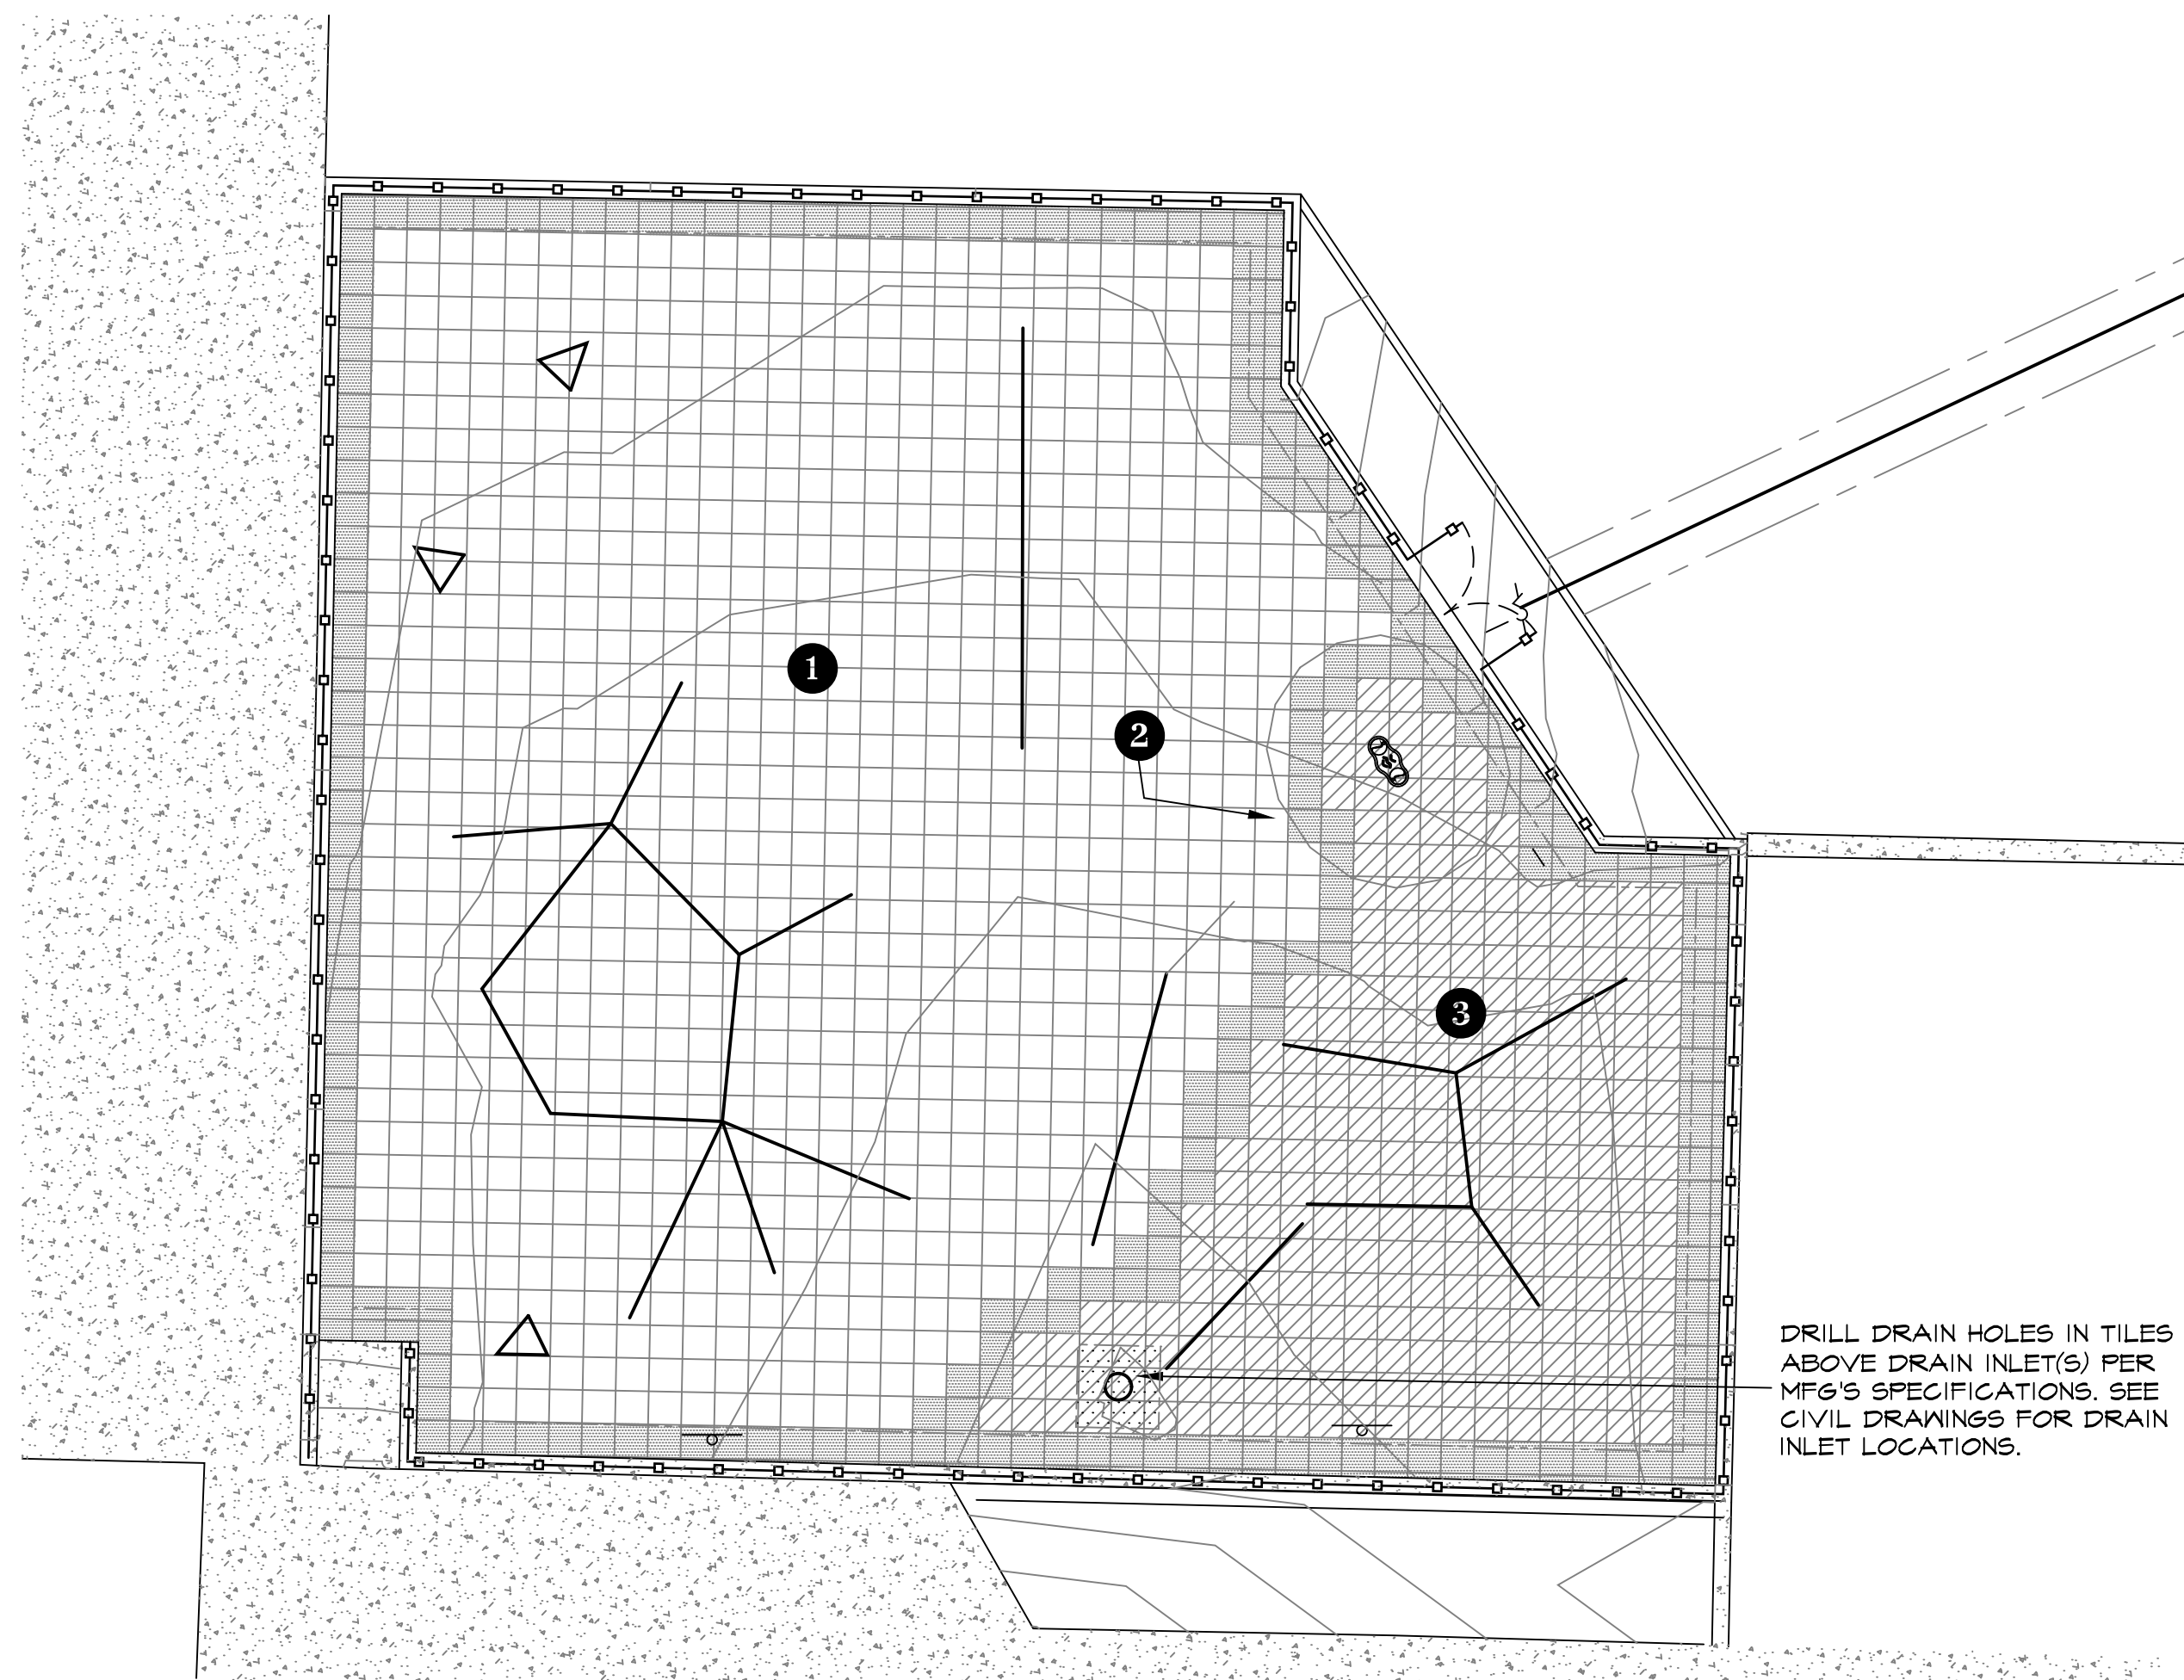 1
2
3
DRILL DRAIN HOLES IN TILES
ABOVE DRAIN INLET(S) PER
MFG'S SPECIFICATIONS. SEE
CIVIL DRAWINGS FOR DRAIN
INLET LOCATIONS.